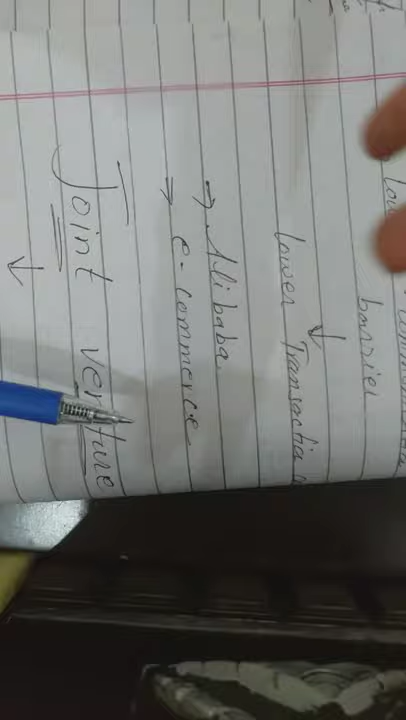 barrier
↓
Lower Transaction
→ Alibaba
→ e-commerce
Joint venture
↓